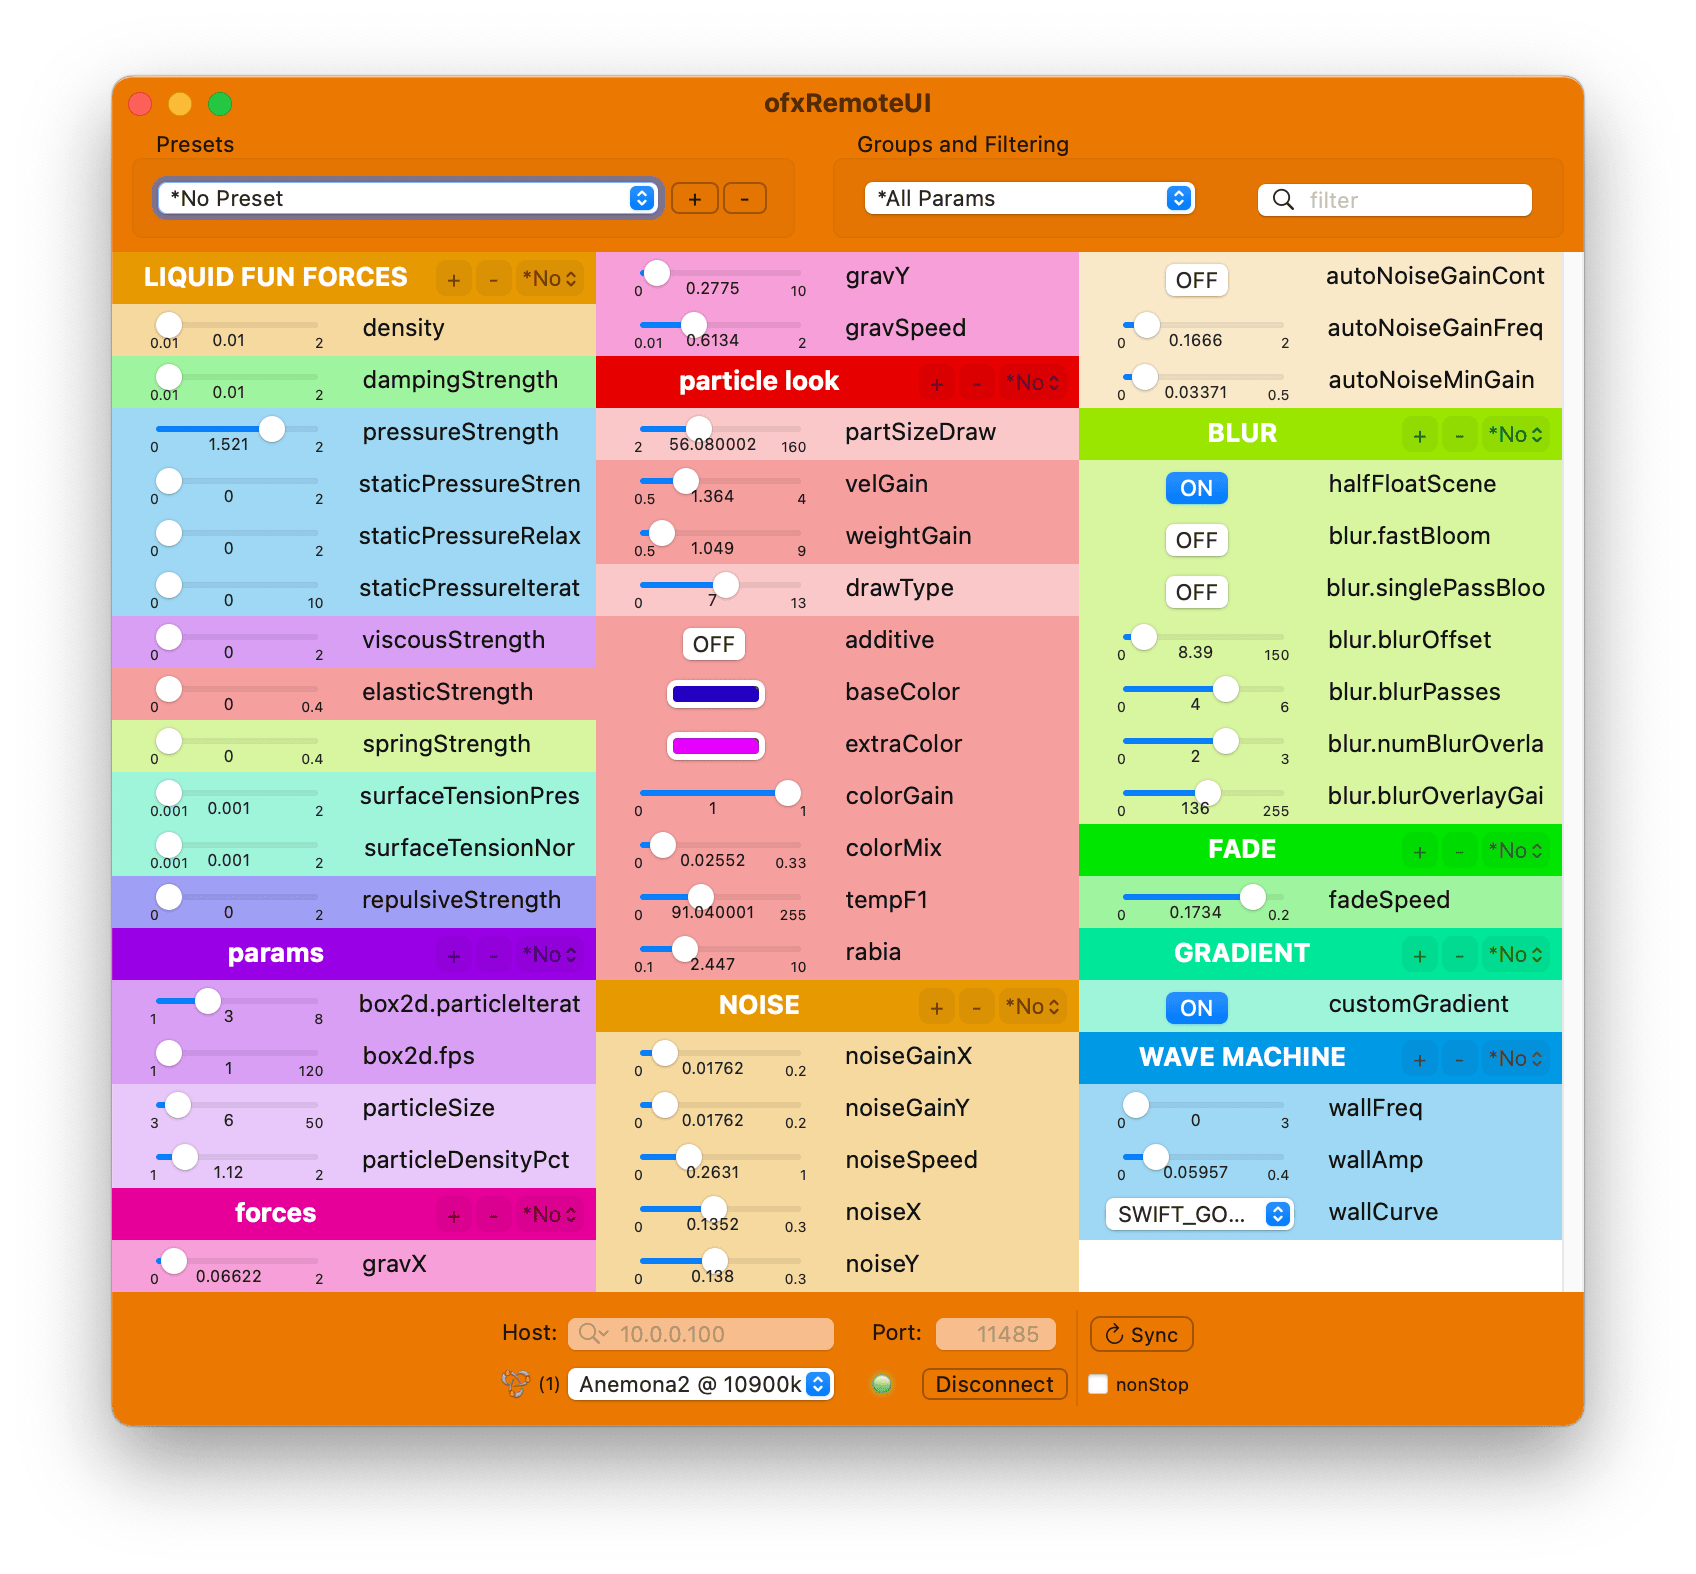 ofxRemoteUI
Presets
Groups and Filtering
*No Preset
+ -
*All Params
filter
LIQUID FUN FORCES + - *No
0.01 0.01 2 density
0.01 0.01 2 dampingStrength
0 1.521 2 pressureStrength
0 0 2 staticPressureStren
0 0 2 staticPressureRelax
0 0 10 staticPressureIterat
0 0 2 viscousStrength
0 0 0.4 elasticStrength
0 0 0.4 springStrength
0.001 0.001 2 surfaceTensionPres
0.001 0.001 2 surfaceTensionNor
0 0 2 repulsiveStrength
params + - *No
1 3 8 box2d.particleIterat
1 1 120 box2d.fps
3 6 50 particleSize
1 1.12 2 particleDensityPct
forces + - *No
0 0.06622 2 gravX
0 0.2775 10 gravY
0.01 0.6134 2 gravSpeed
particle look + - *No
2 56.080002 160 partSizeDraw
0.5 1.364 4 velGain
0.5 1.049 9 weightGain
0 7 13 drawType
OFF additive
baseColor
extraColor
0 1 1 colorGain
0 0.02552 0.33 colorMix
0 91.040001 255 tempF1
0.1 2.447 10 rabia
NOISE + - *No
0 0.01762 0.2 noiseGainX
0 0.01762 0.2 noiseGainY
0 0.2631 1 noiseSpeed
0 0.1352 0.3 noiseX
0 0.138 0.3 noiseY
OFF autoNoiseGainCont
0 0.1666 2 autoNoiseGainFreq
0 0.03371 0.5 autoNoiseMinGain
BLUR + - *No
ON halfFloatScene
OFF blur.fastBloom
OFF blur.singlePassBloo
0 8.39 150 blur.blurOffset
0 4 6 blur.blurPasses
0 2 3 blur.numBlurOverla
0 136 255 blur.blurOverlayGai
FADE + - *No
0 0.1734 0.2 fadeSpeed
GRADIENT + - *No
ON customGradient
WAVE MACHINE + - *No
0 0 3 wallFreq
0 0.05957 0.4 wallAmp
SWIFT_GO... wallCurve
Host: 10.0.0.100 Port: 11485 Sync
(1) Anemona2 @ 10900k Disconnect nonStop